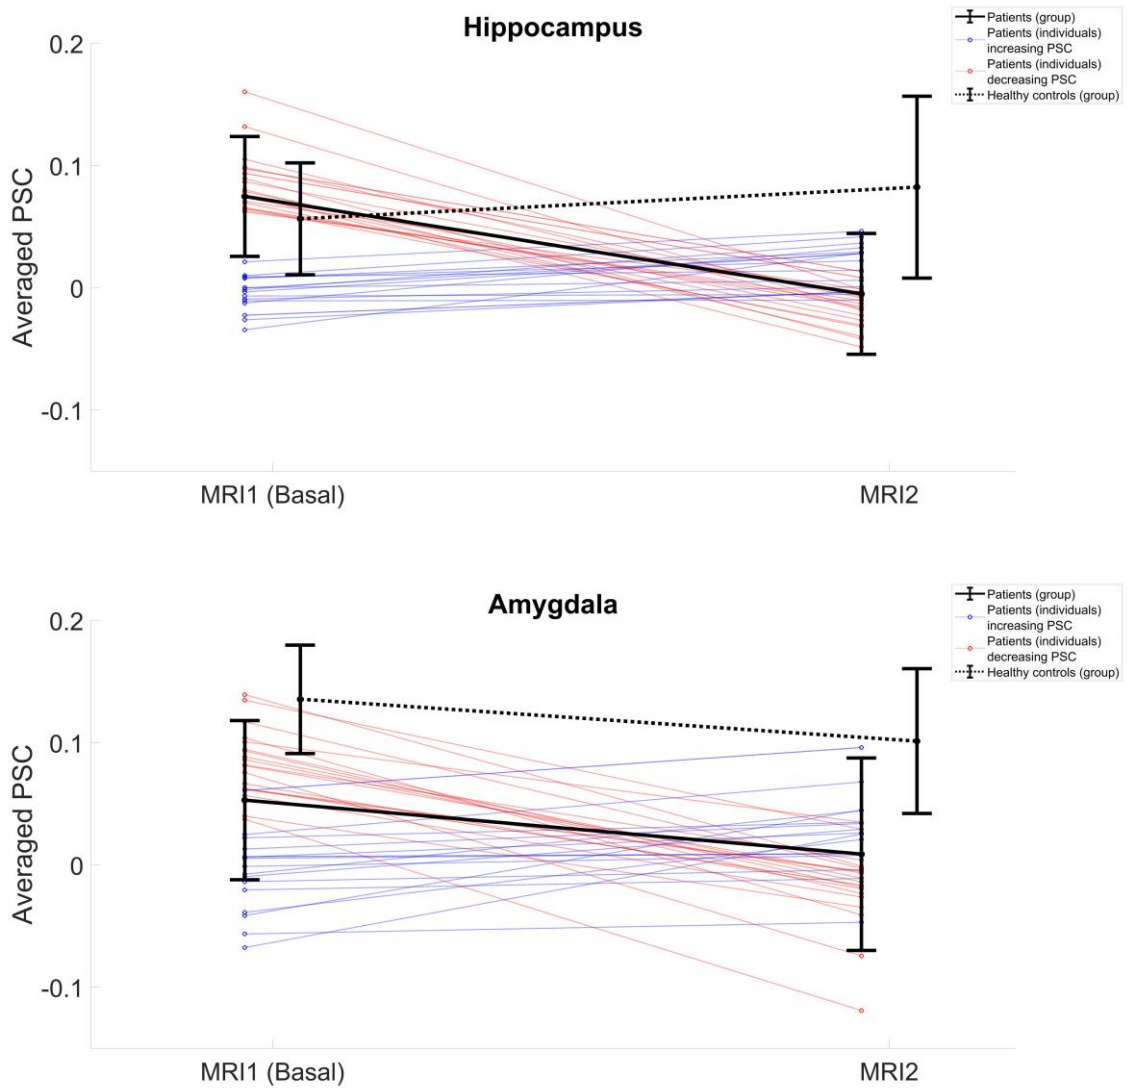 Hippocampus
Patients (group)
Patients (individuals)
increasing PSC
Patients (individuals)
decreasing PSC
Healthy controls (group)
0.2
0.1
0
-0.1
Averaged PSC
MRI1 (Basal)
MRI2
Amygdala
Patients (group)
Patients (individuals)
increasing PSC
Patients (individuals)
decreasing PSC
Healthy controls (group)
0.2
0.1
0
-0.1
Averaged PSC
MRI1 (Basal)
MRI2